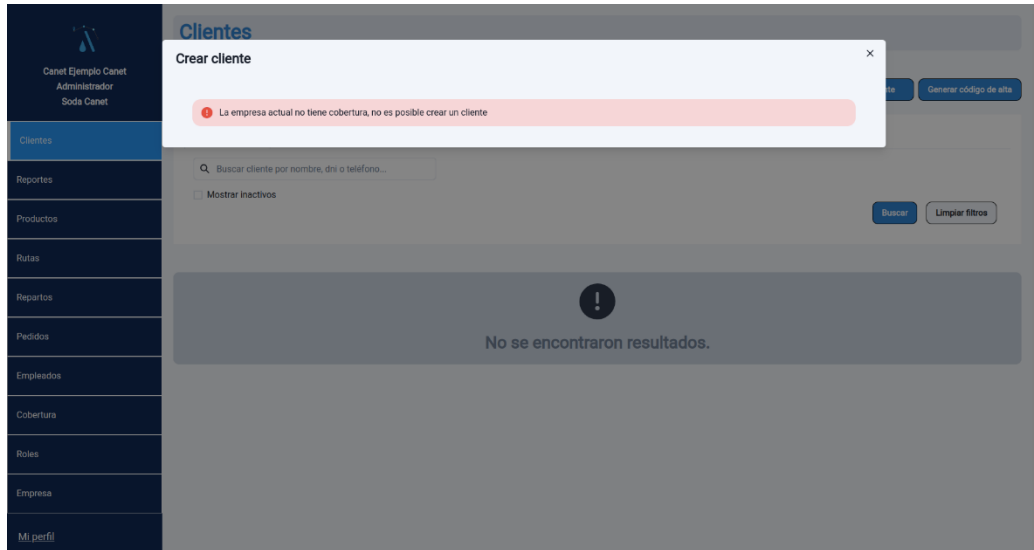 Canet Ejemplo Canet
Administrador
Soda Canet
Clientes
Reportes
Productos
Rutas
Repartos
Pedidos
Empleados
Cobertura
Roles
Empresa
Mi perfil
Clientes
Crear cliente
La empresa actual no tiene cobertura, no es posible crear un cliente
Generar código de alta
Buscar cliente por nombre, dni o teléfono...
Mostrar inactivos
Buscar
Limpiar filtros
No se encontraron resultados.